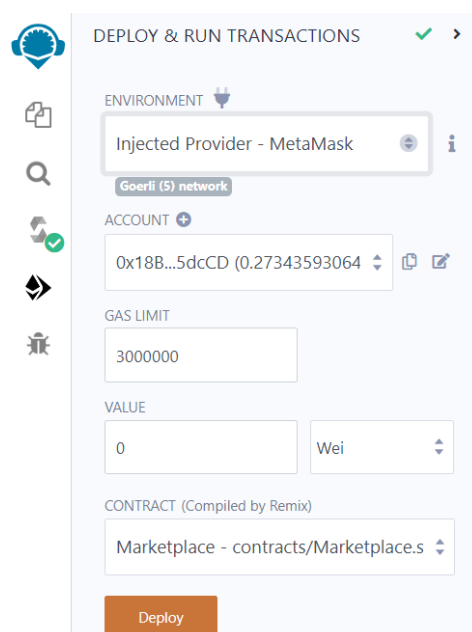 DEPLOY & RUN TRANSACTIONS
ENVIRONMENT
Injected Provider - MetaMask
Goerli (5) network
ACCOUNT
0x18B...5dcCD (0.27343593064
GAS LIMIT
3000000
VALUE
0 Wei
CONTRACT (Compiled by Remix)
Marketplace - contracts/Marketplace.s
Deploy